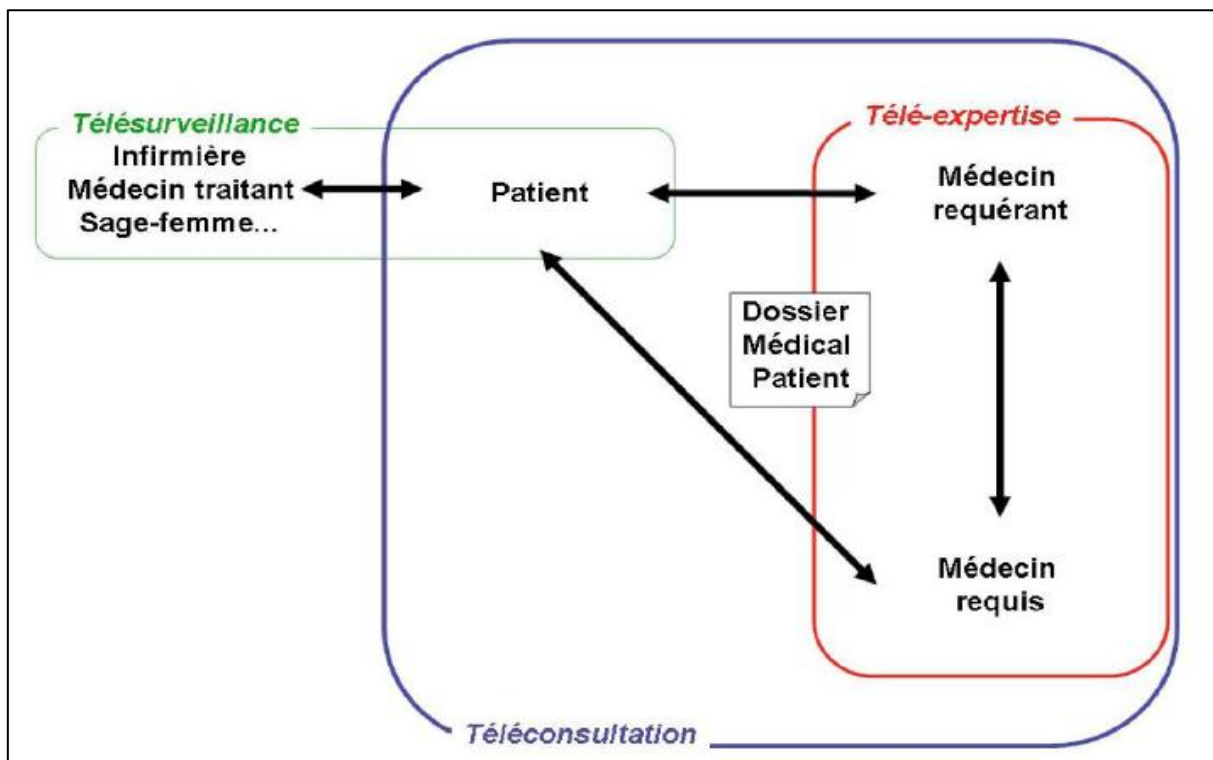 Télésurveillance
Infirmière
Médecin traitant
Sage-femme...
Patient
Télé-expertise
Médecin
requérant
Dossier
Médical
Patient
Médecin
requis
Téléconsultation